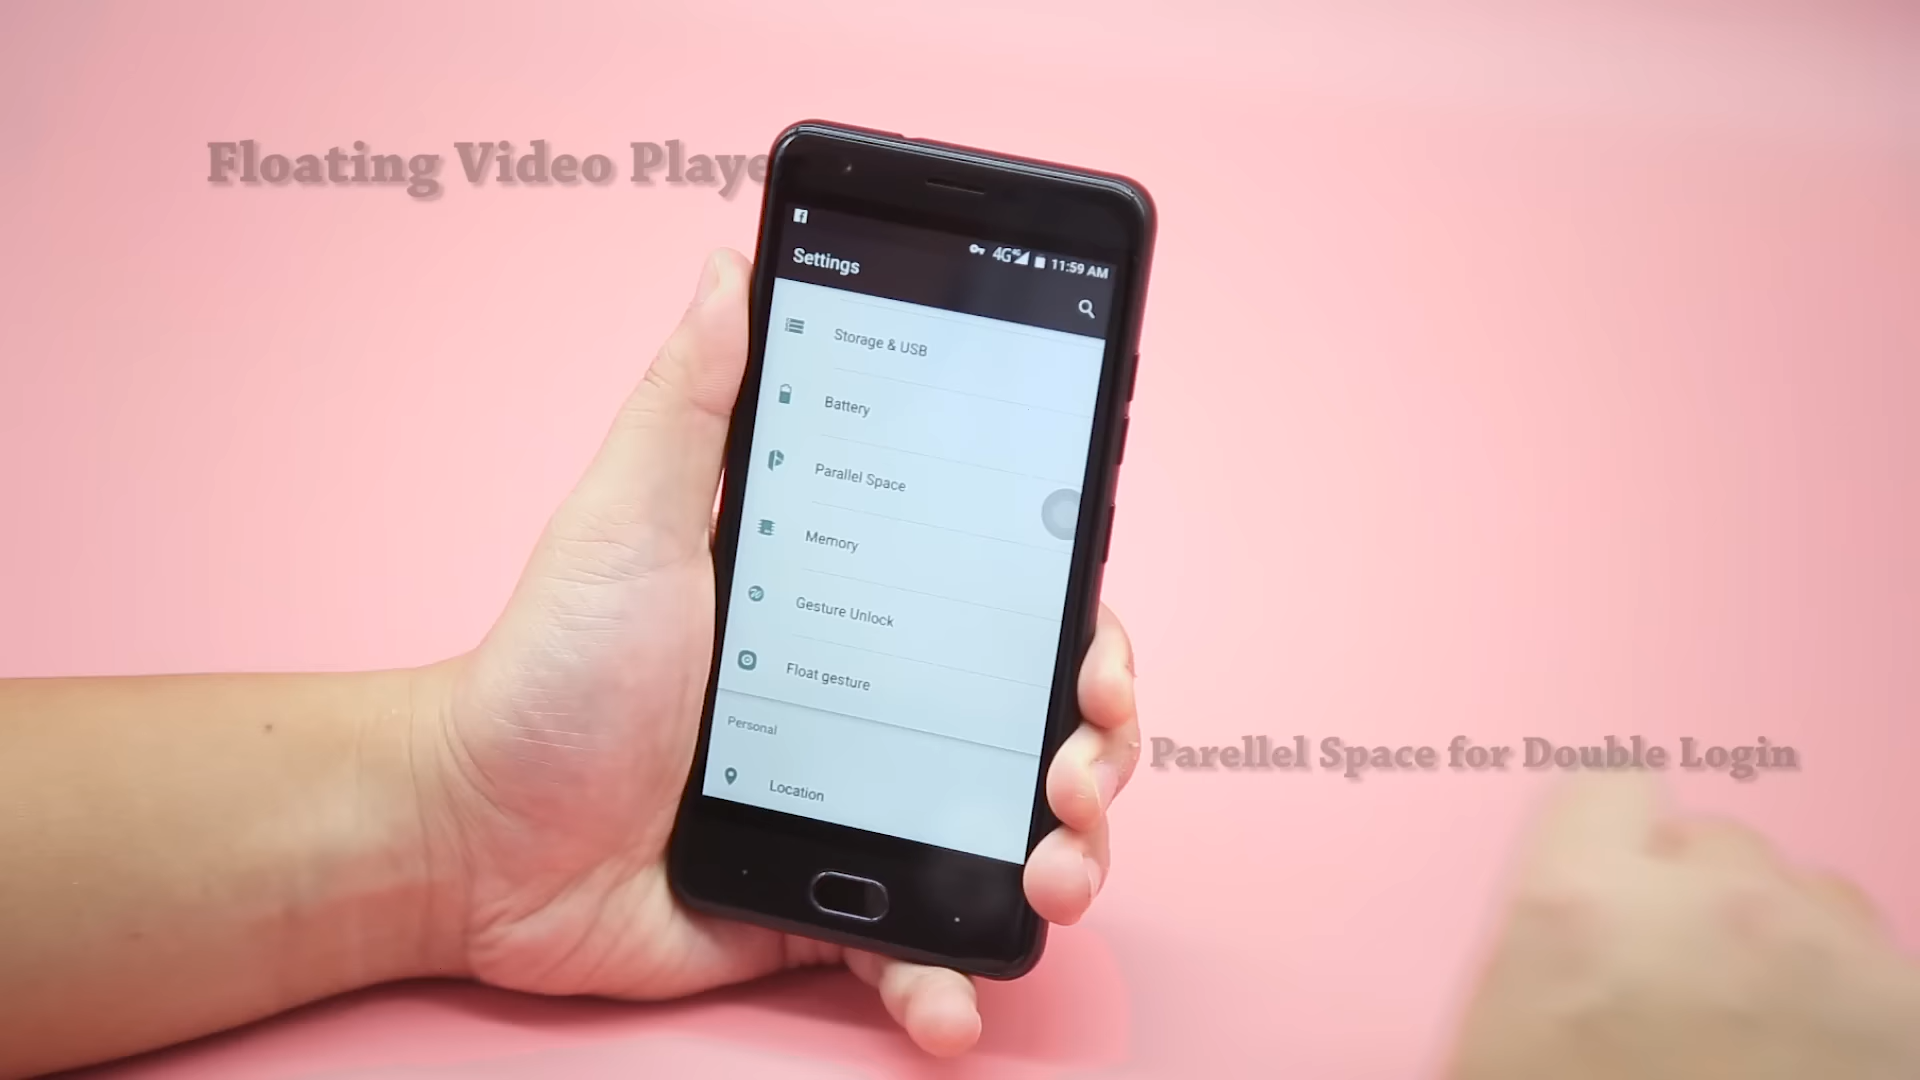 Floating Video Playe
4G 11:59 AM
Settings
Storage & USB
Battery
Parallel Space
Memory
Gesture Unlock
Float gesture
Personal
Location
Parellel Space for Double Login